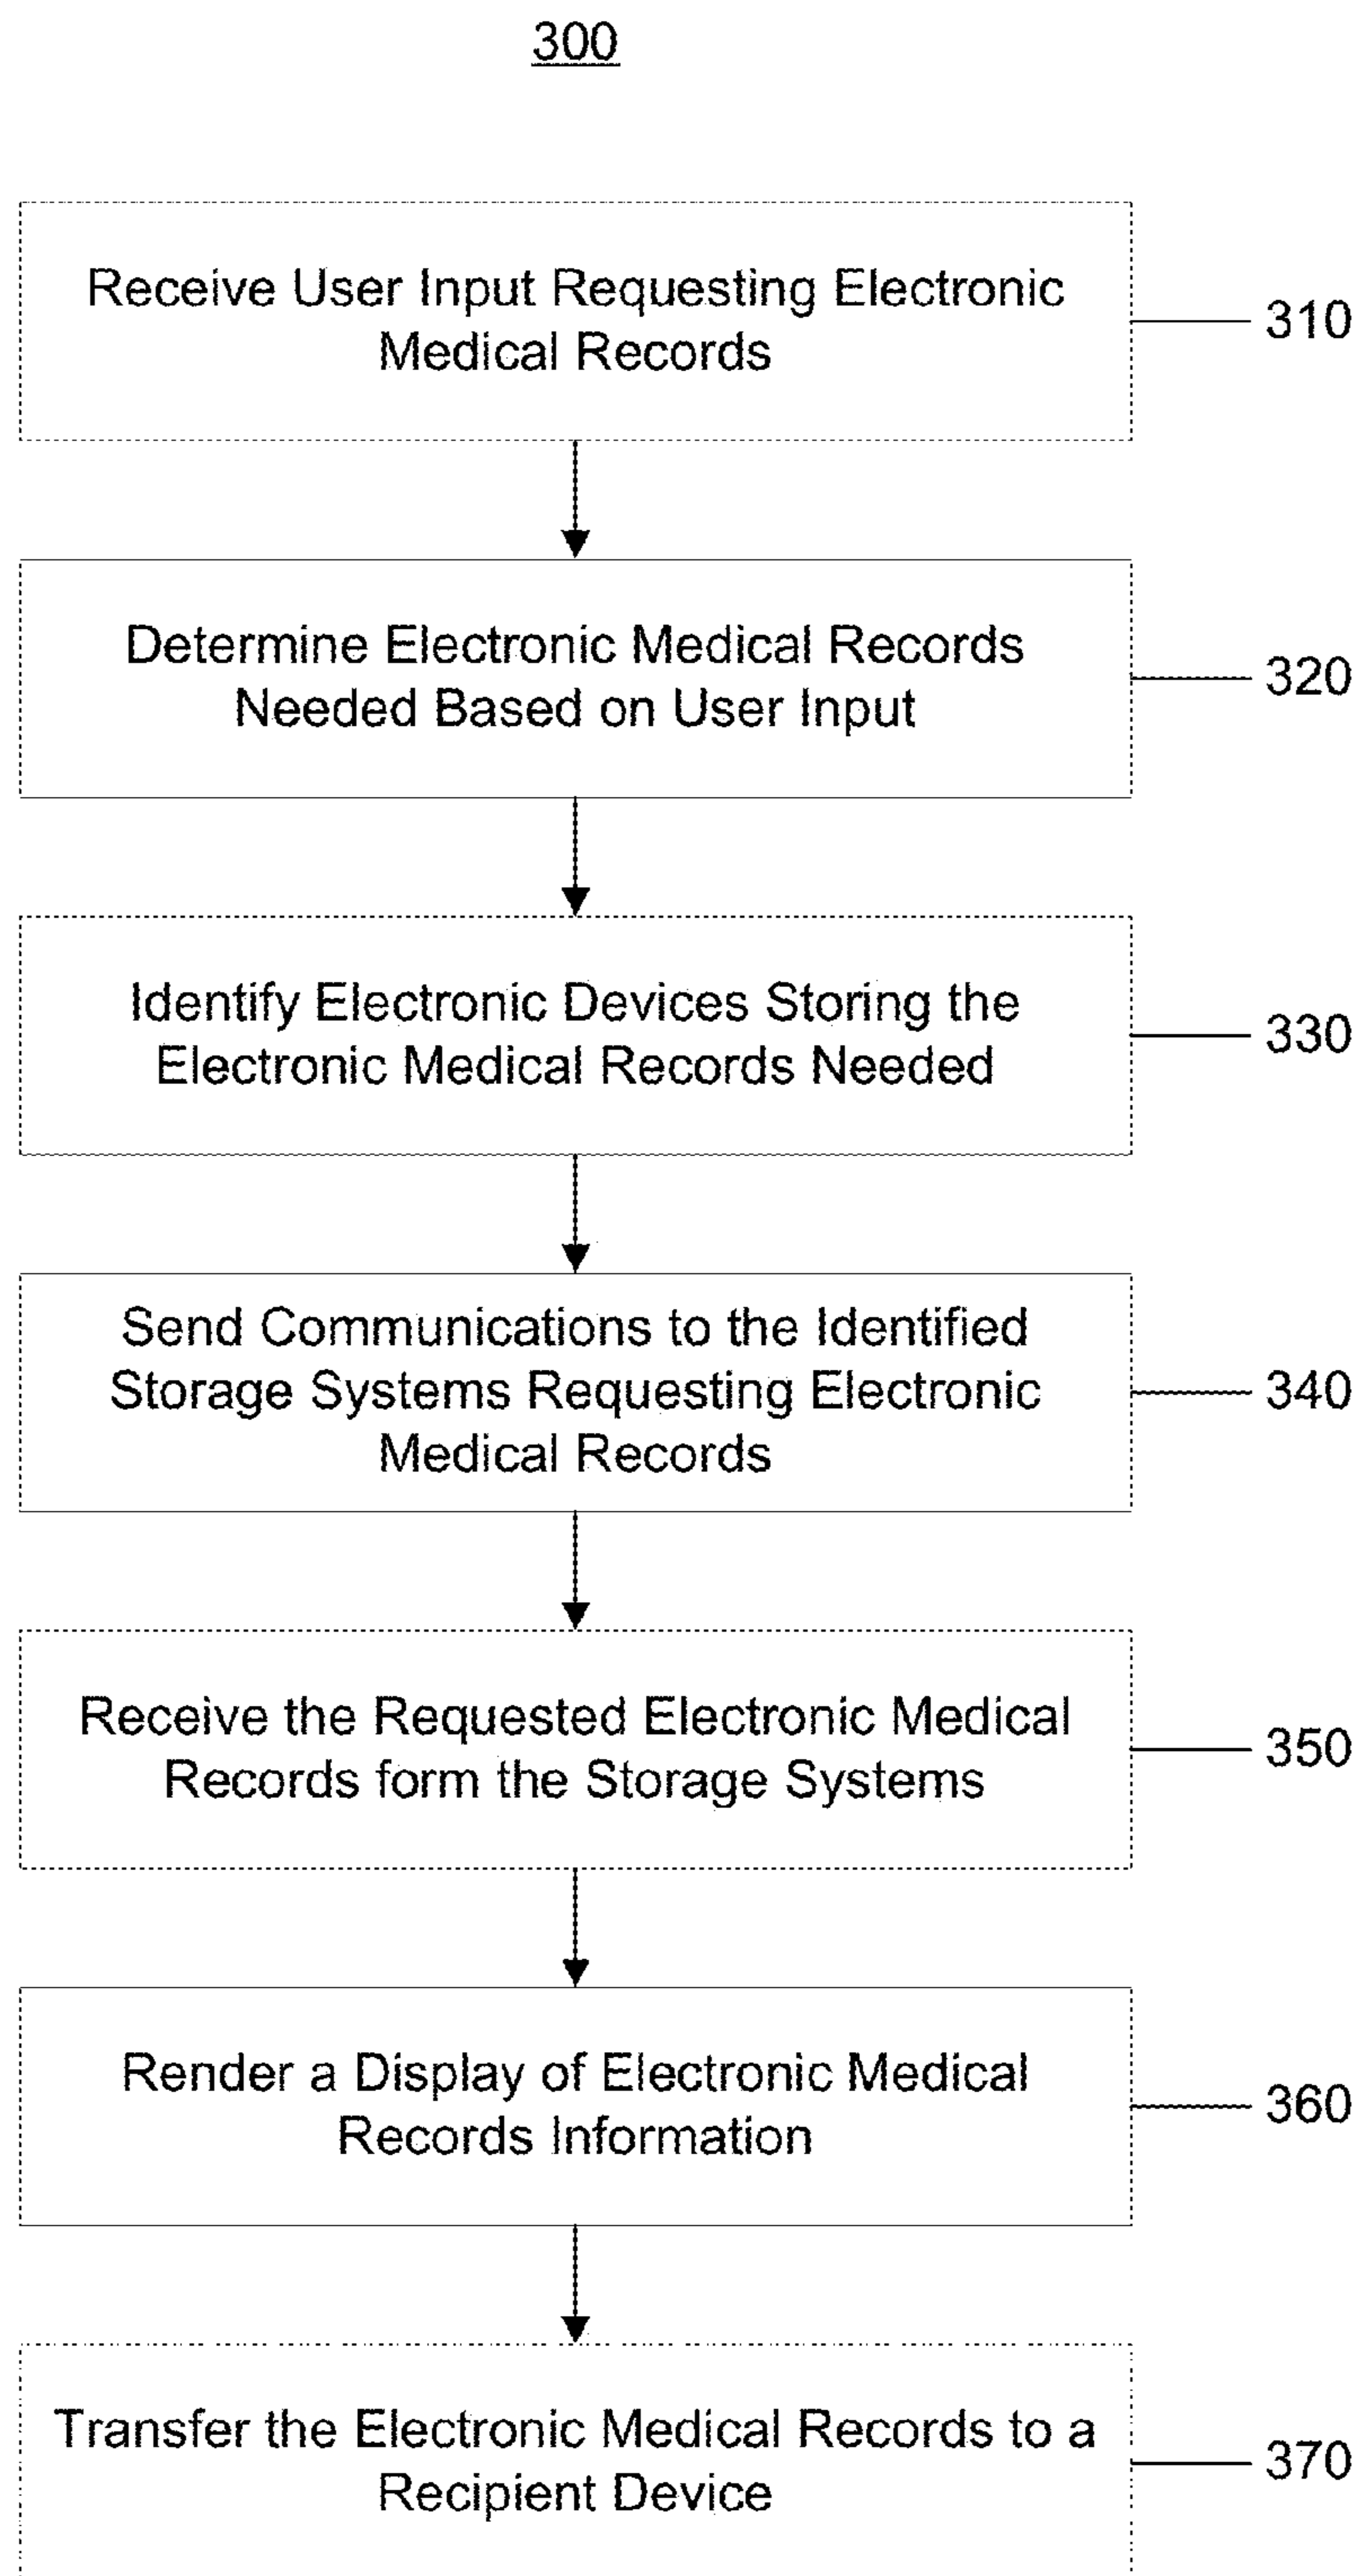 300
Receive User Input Requesting Electronic
Medical Records
310
Determine Electronic Medical Records
Needed Based on User Input
320
Identify Electronic Devices Storing the
Electronic Medical Records Needed
330
Send Communications to the Identified
Storage Systems Requesting Electronic
Medical Records
340
Receive the Requested Electronic Medical
Records form the Storage Systems
350
Render a Display of Electronic Medical
Records Information
360
Transfer the Electronic Medical Records to a
Recipient Device
370